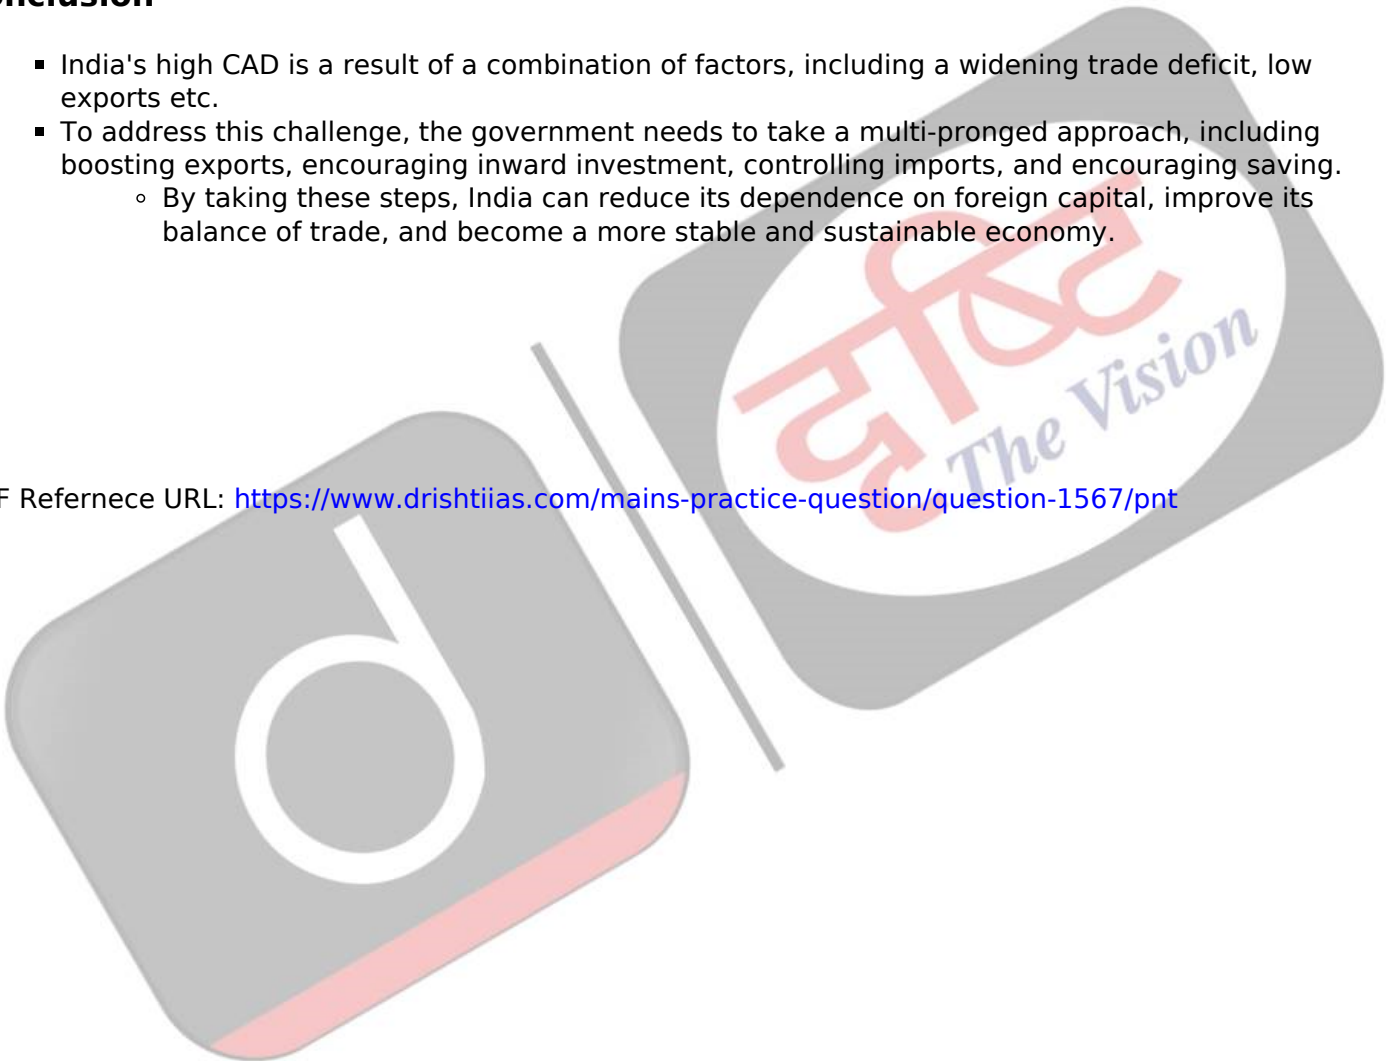 nclusion
▪ India's high CAD is a result of a combination of factors, including a widening trade deficit, low
exports etc.
▪ To address this challenge, the government needs to take a multi-pronged approach, including
boosting exports, encouraging inward investment, controlling imports, and encouraging saving.
◦ By taking these steps, India can reduce its dependence on foreign capital, improve its
balance of trade, and become a more stable and sustainable economy.
दृष्टि
The Vision
d
F Refernece URL: https://www.drishtiias.com/mains-practice-question/question-1567/pnt